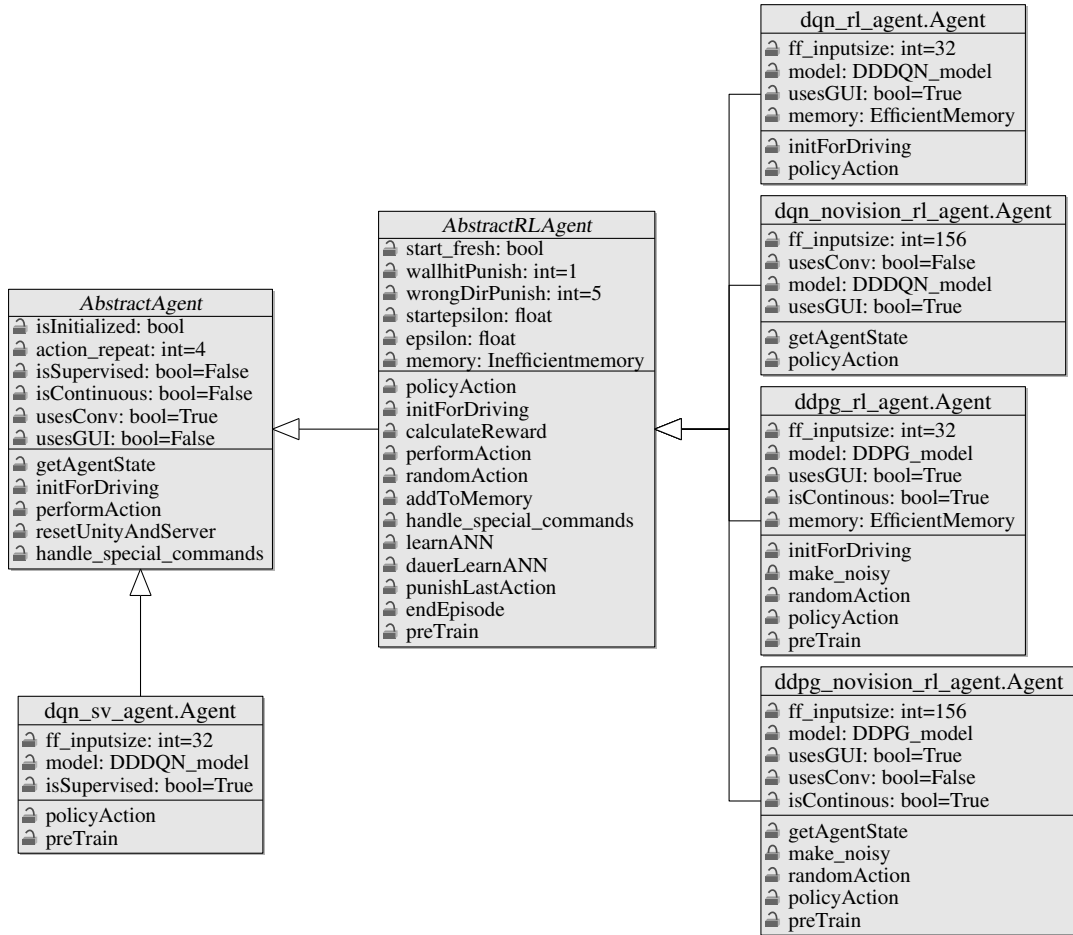 dqn_rl_agent.Agent
ff_inputsize: int=32
model: DDDQN_model
usesGUI: bool=True
memory: EfficientMemory
initForDriving
policyAction
dqn_novision_rl_agent.Agent
ff_inputsize: int=156
usesConv: bool=False
model: DDDQN_model
usesGUI: bool=True
getAgentState
policyAction
AbstractRLAgent
start_fresh: bool
wallhitPunish: int=1
wrongDirPunish: int=5
startepsilon: float
epsilon: float
memory: Inefficientmemory
policyAction
initForDriving
calculateReward
performAction
randomAction
addToMemory
handle_special_commands
learnANN
dauerLearnANN
punishLastAction
endEpisode
preTrain
AbstractAgent
isInitialized: bool
action_repeat: int=4
isSupervised: bool=False
isContinuous: bool=False
usesConv: bool=True
usesGUI: bool=False
getAgentState
initForDriving
performAction
resetUnityAndServer
handle_special_commands
ddpg_rl_agent.Agent
ff_inputsize: int=32
model: DDPG_model
usesGUI: bool=True
isContinous: bool=True
memory: EfficientMemory
initForDriving
make_noisy
randomAction
policyAction
preTrain
ddpg_novision_rl_agent.Agent
ff_inputsize: int=156
model: DDPG_model
usesGUI: bool=True
usesConv: bool=False
isContinous: bool=True
getAgentState
make_noisy
randomAction
policyAction
preTrain
dqn_sv_agent.Agent
ff_inputsize: int=32
model: DDDQN_model
isSupervised: bool=True
policyAction
preTrain